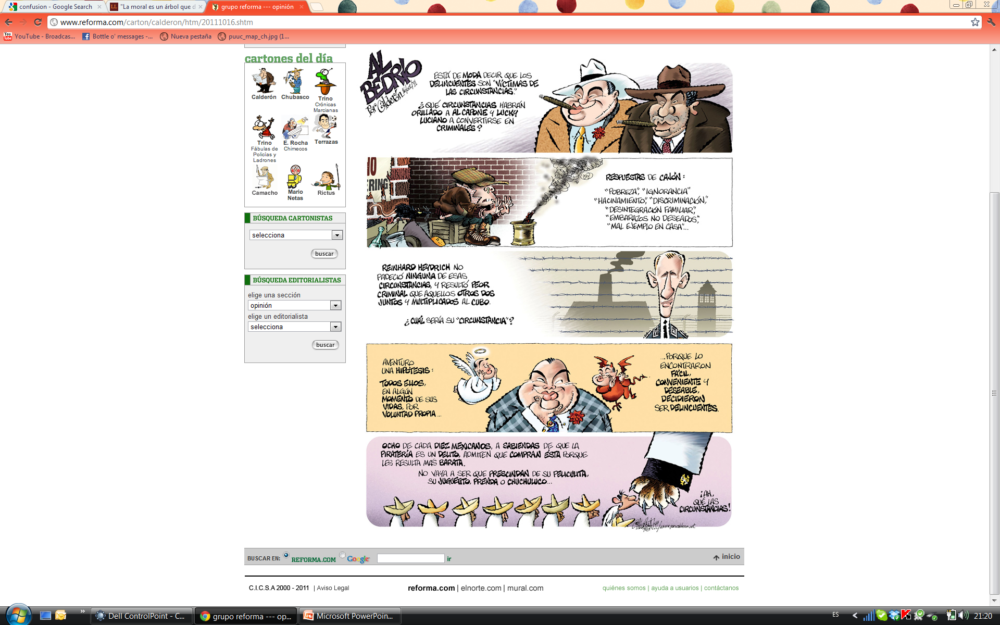 confusion - Google Search
"La moral es un árbol que d
grupo reforma --- opinión
www.reforma.com/carton/calderon/htm/20111016.shtm
YouTube - Broadcas...
Bottle o' messages -...
Nueva pestaña
puuc_map_ch.jpg (1...
cartones del día
Calderón
Chubasco
Trino
Crónicas
Marcianas
Trino
Fábulas de
Policías y
Ladrones
E. Rocha
Chimecos
Terrazas
Camacho
Mario
Netas
Rictus
BÚSQUEDA CARTONISTAS
selecciona
buscar
BÚSQUEDA EDITORIALISTAS
elige una sección
opinión
elige un editorialista
selecciona
buscar
AL
BEDRIO
Por Calderón
ESTÁ DE MODA DECIR QUE LOS
DELINCUENTES SON "VÍCTIMAS DE
LAS CIRCUNSTANCIAS".
¿QUÉ CIRCUNSTANCIAS HABRÁN
ORILLADO A AL CAPONE Y LUCKY
LUCIANO A CONVERTIRSE EN
CRIMINALES?
RING
RESPUESTAS DE CAJÓN:
"POBREZA", "IGNORANCIA"
"HACINAMIENTO", "DISCRIMINACIÓN,"
"DESINTEGRACIÓN FAMILIAR",
"EMBARAZOS NO DESEADOS",
"MAL EJEMPLO EN CASA"...
REINHARD HEYDRICH NO
PADECIÓ NINGUNA DE ESAS
CIRCUNSTANCIAS, Y RESULTÓ PEOR
CRIMINAL QUE AQUELLOS OTROS DOS
JUNTOS Y MULTIPLICADOS AL CUBO.
¿CUÁL SERÍA SU "CIRCUNSTANCIA"?
AVENTURO
UNA HIPÓTESIS:
TODOS ELLOS,
EN ALGÚN
MOMENTO DE SUS
VIDAS, POR
VOLUNTAD PROPIA...
...PORQUE LO
ENCONTRARON
FÁCIL,
CONVENIENTE Y
DESEABLE,
DECIDIERON
SER DELINCUENTES.
OCHO DE CADA DIEZ MEXICANOS, A SABIENDAS DE QUE LA
PIRATERÍA ES UN DELITO, ADMITEN QUE COMPRAN ÉSTA PORQUE
LES RESULTA MÁS BARATA.
NO VAYA A SER QUE PRESCINDAN DE SU PELICULITA,
SU JUGUETITO, PRENDA O CHUCHULUCO...
¡AH,
QUÉ LAS
CIRCUNSTANCIAS!
BUSCAR EN: REFORMA.COM Google ir
inicio
C.I.C.S.A 2000 - 2011 | Aviso Legal
reforma.com | elnorte.com | mural.com
quiénes somos | ayuda a usuarios | contáctanos
Dell ControlPoint - C...
grupo reforma --- op...
Microsoft PowerPoin...
ES
21:20